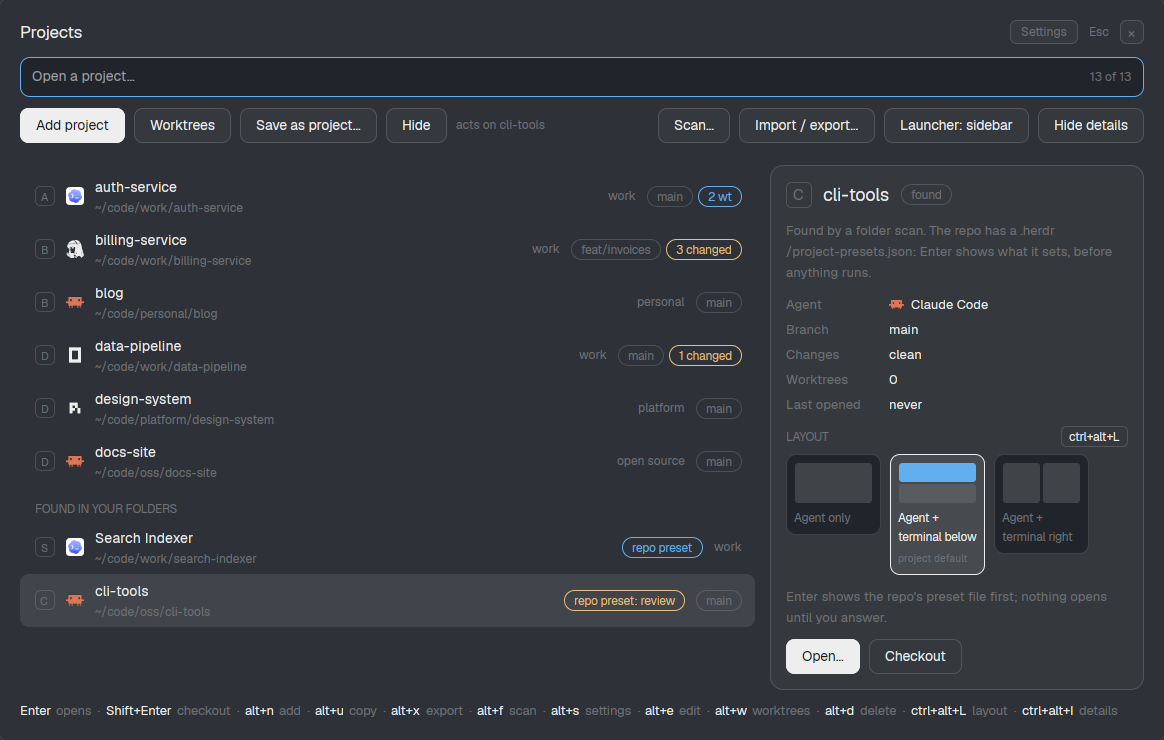 Projects
Settings Esc ×
Open a project… 13 of 13
Add project Worktrees Save as project… Hide acts on cli-tools Scan… Import / export… Launcher: sidebar Hide details
A auth-service work main 2 wt
~/code/work/auth-service
B billing-service work feat/invoices 3 changed
~/code/work/billing-service
B blog personal main
~/code/personal/blog
D data-pipeline work main 1 changed
~/code/work/data-pipeline
D design-system platform main
~/code/platform/design-system
D docs-site open source main
~/code/oss/docs-site
FOUND IN YOUR FOLDERS
S Search Indexer repo preset work
~/code/work/search-indexer
C cli-tools repo preset: review main
~/code/oss/cli-tools
C cli-tools found
Found by a folder scan. The repo has a .herdr
/project-presets.json: Enter shows what it sets, before
anything runs.
Agent Claude Code
Branch main
Changes clean
Worktrees 0
Last opened never
LAYOUT ctrl+alt+L
Agent only
Agent +
terminal below
project default
Agent +
terminal right
Enter shows the repo's preset file first; nothing opens
until you answer.
Open… Checkout
Enter opens · Shift+Enter checkout · alt+n add · alt+u copy · alt+x export · alt+f scan · alt+s settings · alt+e edit · alt+w worktrees · alt+d delete · ctrl+alt+L layout · ctrl+alt+I details